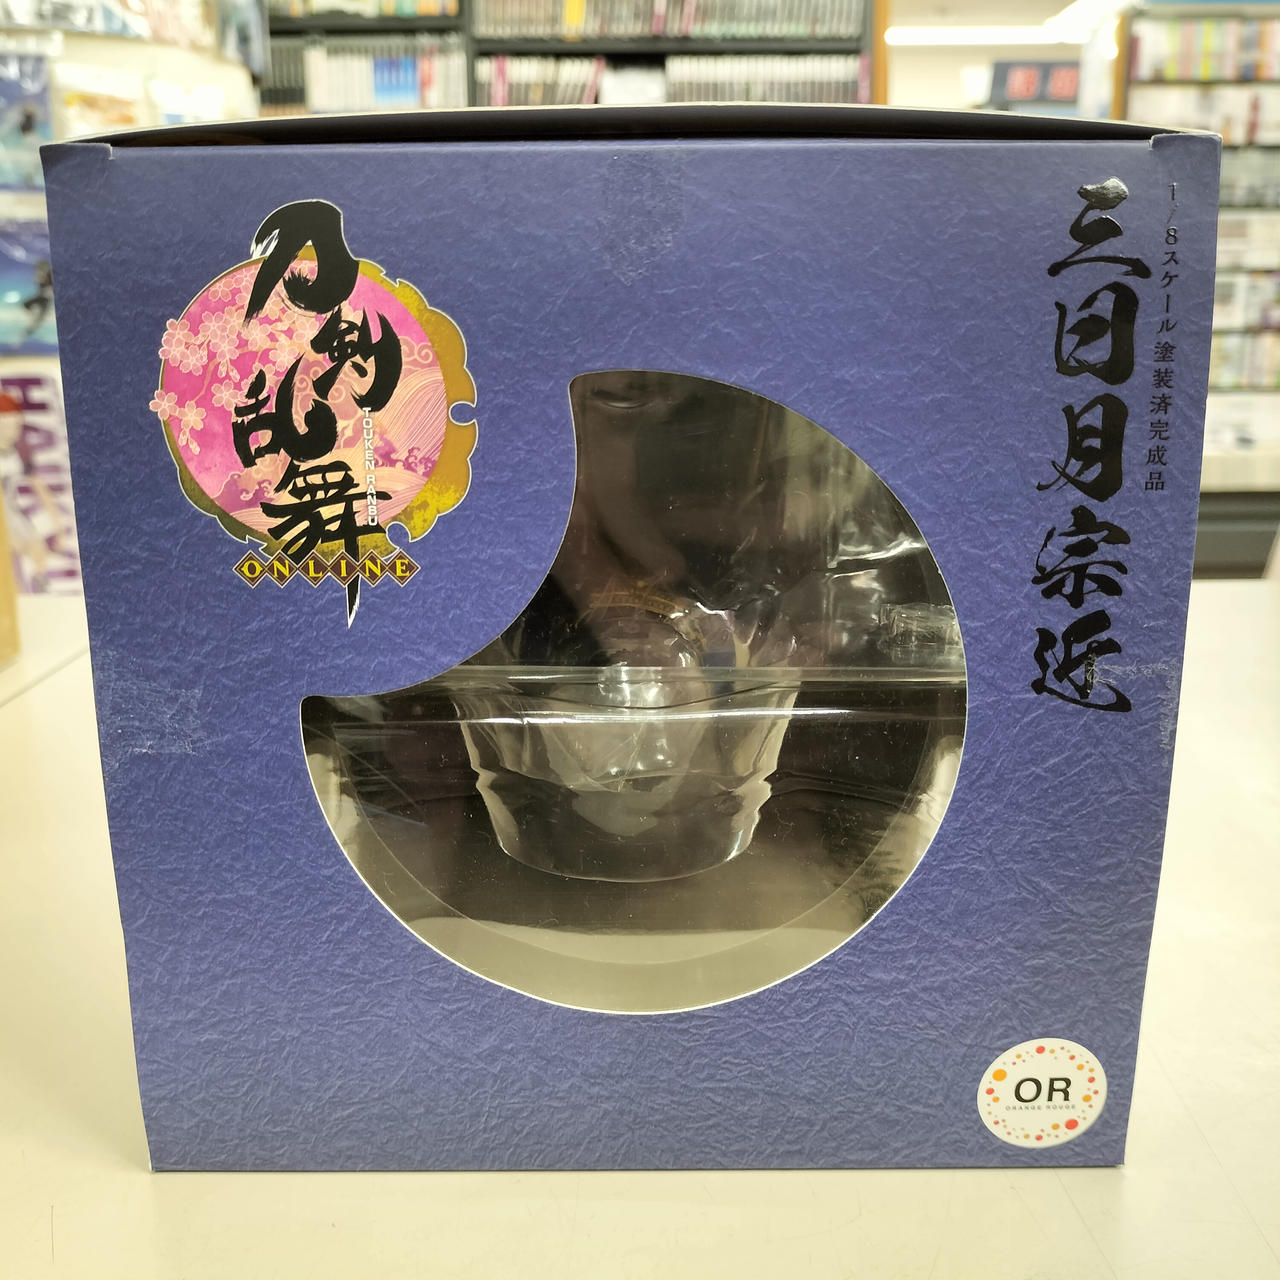 刀剣乱舞
TOUKEN RANBU
ONLINE
1/8スケール塗装済完成品
三日月宗近
OR
ORANGE ROUGE